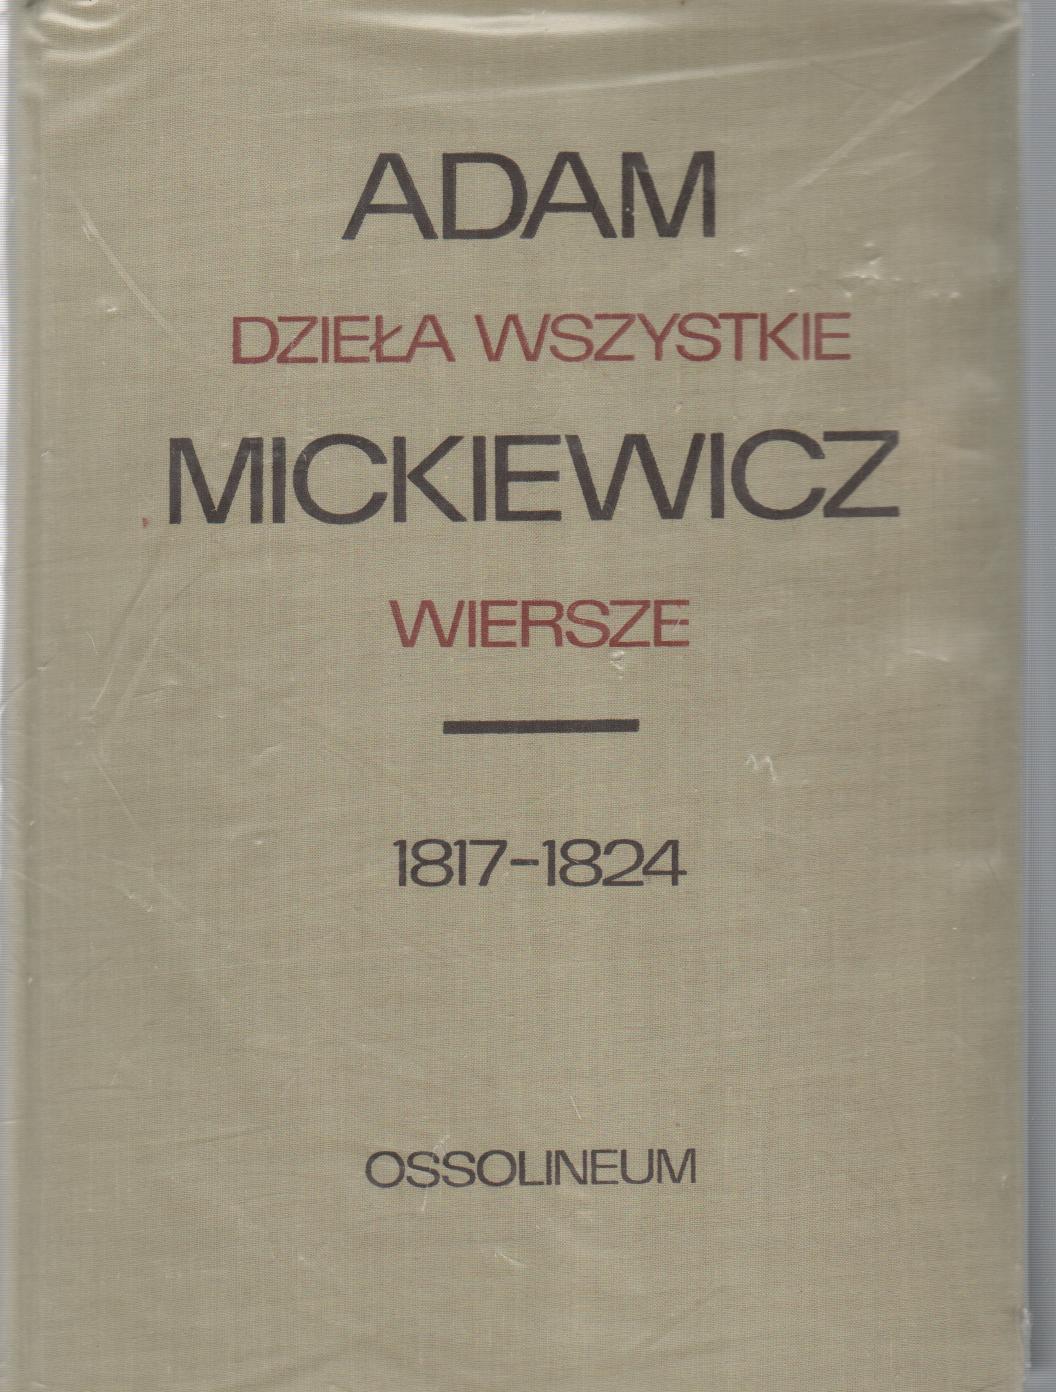 ADAM
DZIEŁA WSZYSTKIE
MICKIEWICZ
WIERSZE
1817-1824
OSSOLINEUM